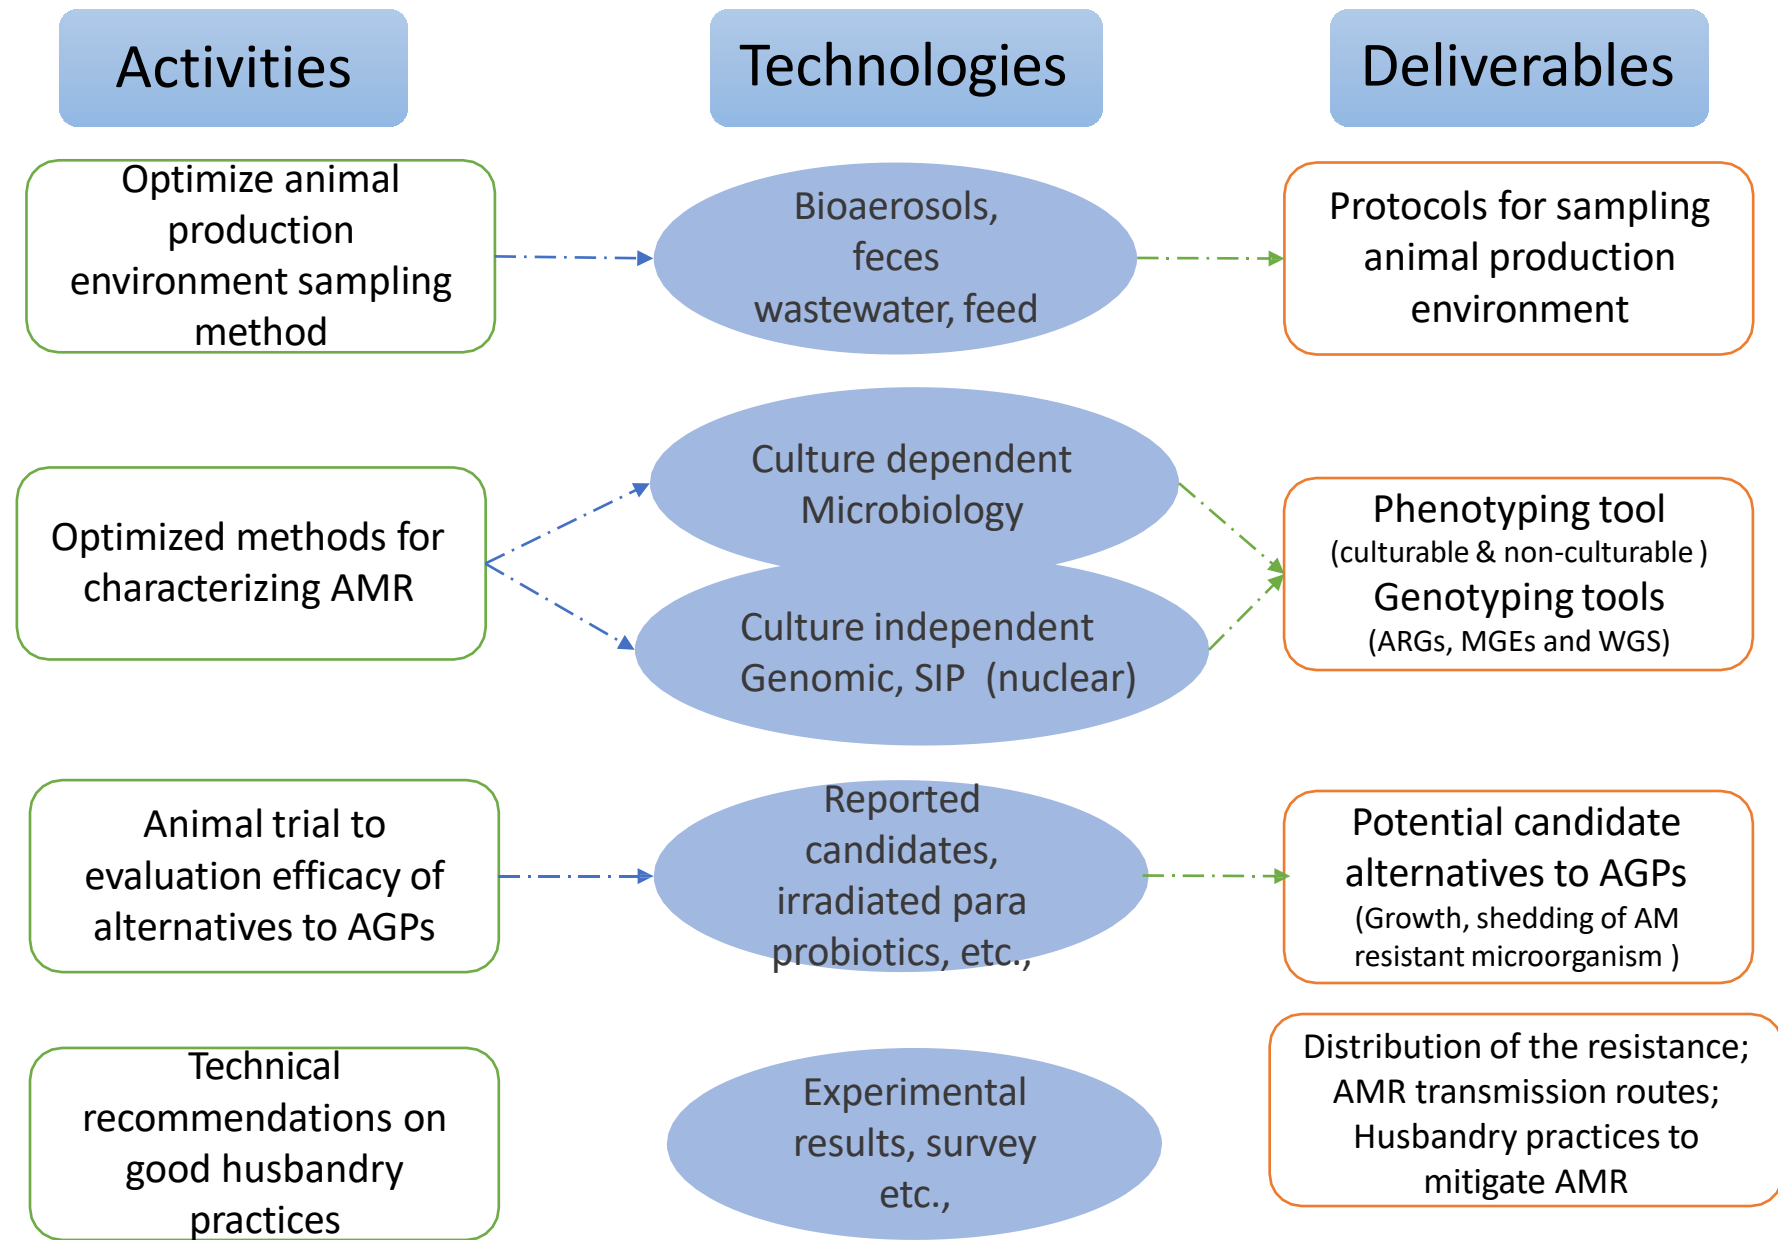 Activities
Technologies
Deliverables
Optimize animal
production
environment sampling
method
Bioaerosols,
feces
wastewater, feed
Protocols for sampling
animal production
environment
Optimized methods for
characterizing AMR
Culture dependent
Microbiology
Culture independent
Genomic, SIP (nuclear)
Phenotyping tool
(culturable & non-culturable )
Genotyping tools
(ARGs, MGEs and WGS)
Animal trial to
evaluation efficacy of
alternatives to AGPs
Reported
candidates,
irradiated para
probiotics, etc.,
Potential candidate
alternatives to AGPs
(Growth, shedding of AM
resistant microorganism )
Technical
recommendations on
good husbandry
practices
Experimental
results, survey
etc.,
Distribution of the resistance;
AMR transmission routes;
Husbandry practices to
mitigate AMR